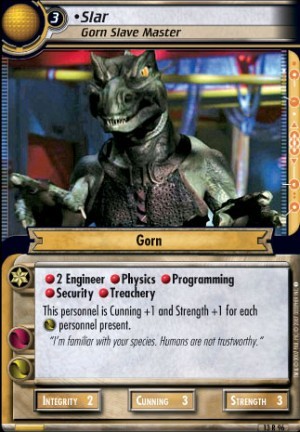 3
•Slar
Gorn Slave Master
Gorn
2 Engineer Physics Programming
Security Treachery
This personnel is Cunning +1 and Strength +1 for each
personnel present.
"I'm familiar with your species. Humans are not trustworthy."
INTEGRITY 2 CUNNING 3 STRENGTH 3
13 R 96